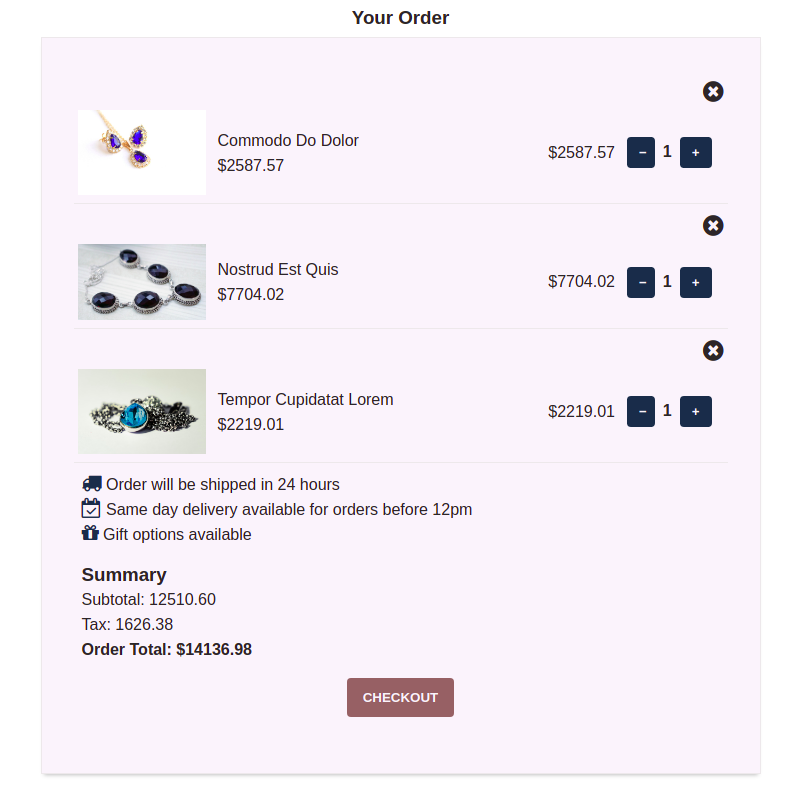 Your Order
Commodo Do Dolor
$2587.57
$2587.57 − 1 +
Nostrud Est Quis
$7704.02
$7704.02 − 1 +
Tempor Cupidatat Lorem
$2219.01
$2219.01 − 1 +
Order will be shipped in 24 hours
Same day delivery available for orders before 12pm
Gift options available
Summary
Subtotal: 12510.60
Tax: 1626.38
Order Total: $14136.98
CHECKOUT